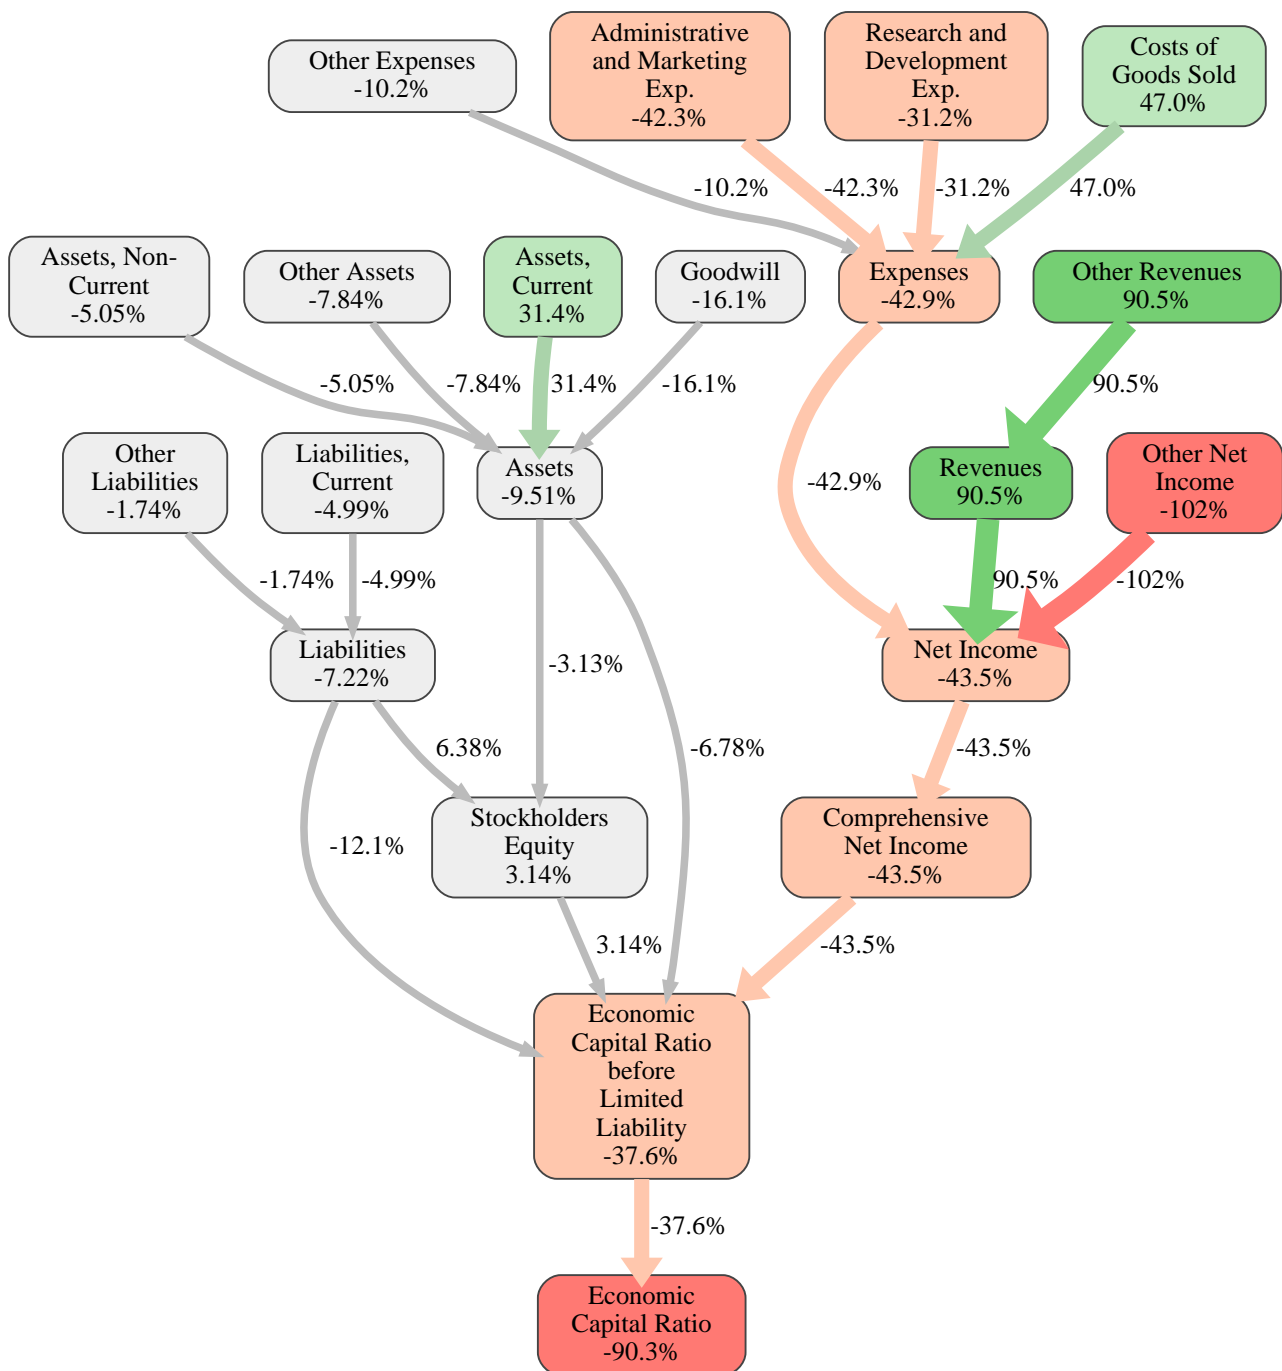 Other Expenses
-10.2%
Administrative
and Marketing
Exp.
-42.3%
Research and
Development
Exp.
-31.2%
Costs of
Goods Sold
47.0%
-10.2%
-42.3%
-31.2%
47.0%
Assets, Non-
Current
-5.05%
Other Assets
-7.84%
Assets,
Current
31.4%
Goodwill
-16.1%
Expenses
-42.9%
Other Revenues
90.5%
-5.05%
-7.84%
31.4%
-16.1%
90.5%
Other
Liabilities
-1.74%
Liabilities,
Current
-4.99%
Assets
-9.51%
-42.9%
Revenues
90.5%
Other Net
Income
-102%
-1.74%
-4.99%
90.5%
-102%
Liabilities
-7.22%
-3.13%
Net Income
-43.5%
6.38%
-6.78%
-43.5%
-12.1%
Stockholders
Equity
3.14%
Comprehensive
Net Income
-43.5%
3.14%
-43.5%
Economic
Capital Ratio
before
Limited
Liability
-37.6%
-37.6%
Economic
Capital Ratio
-90.3%